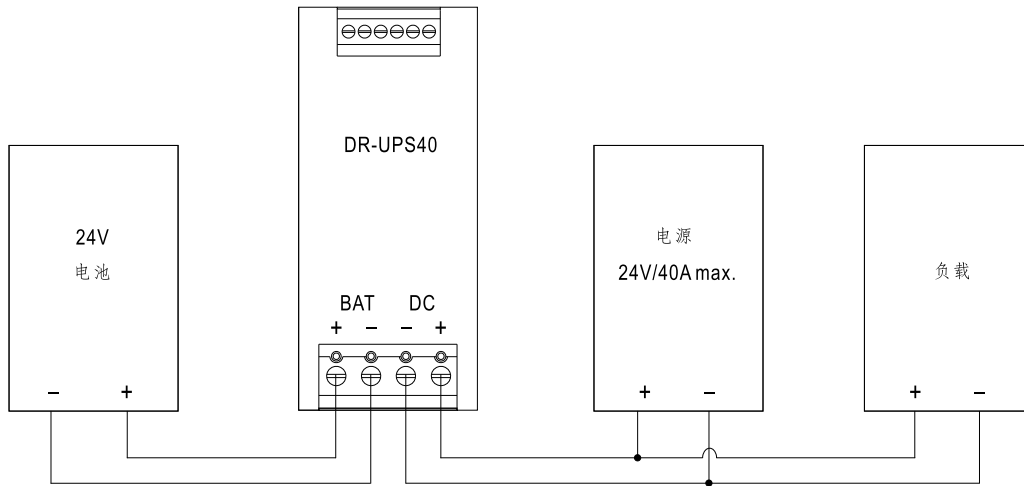 DR-UPS40
24V
电池
BAT DC
+ − − +
− +
电源
24V/40A max.
+ −
负载
+ −